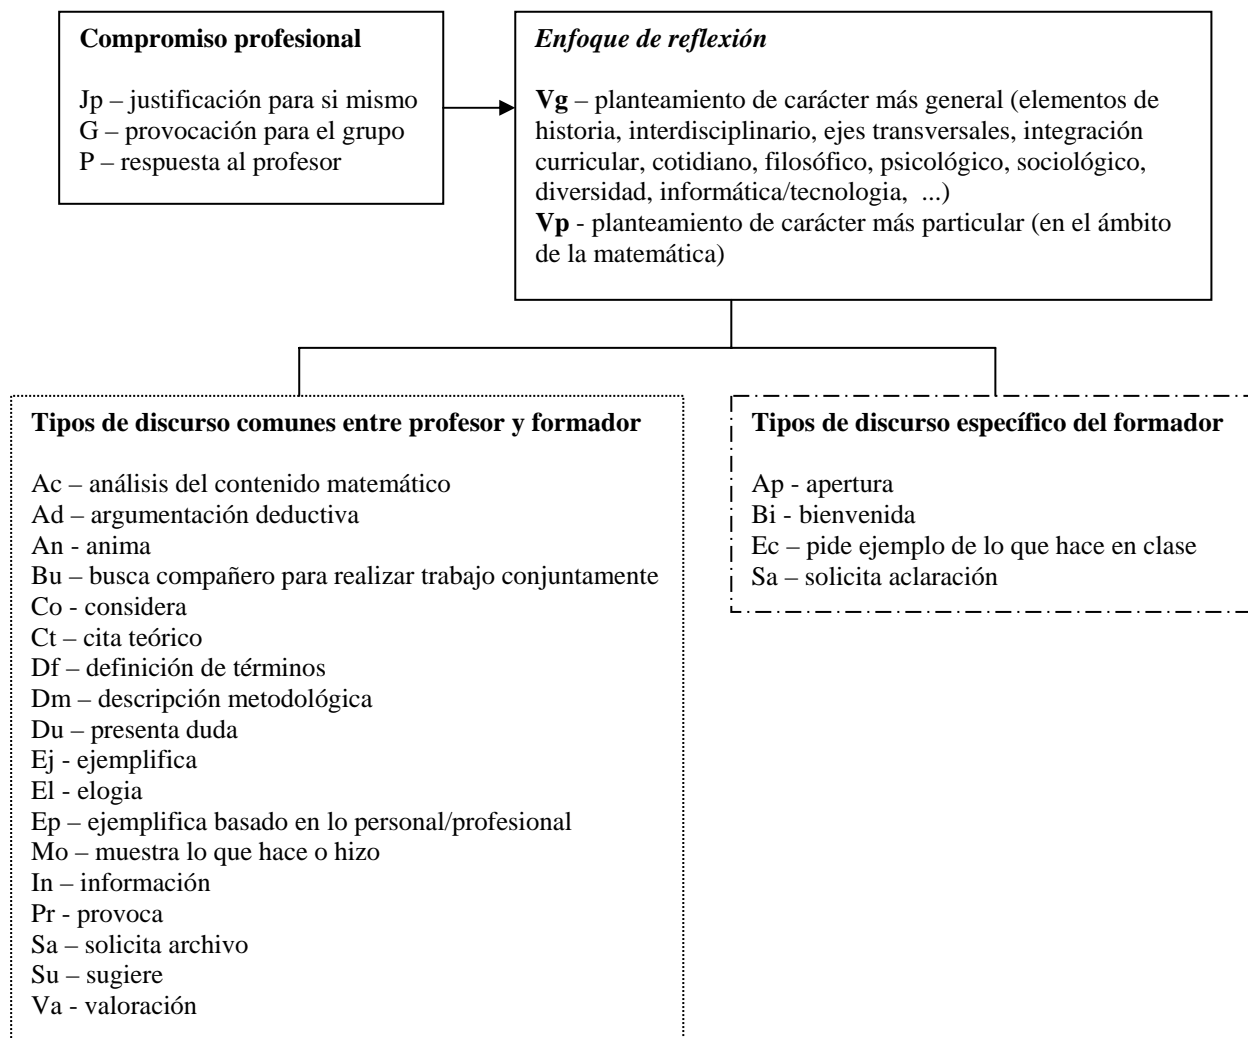 Compromiso profesional
Jp – justificación para si mismo
G – provocación para el grupo
P – respuesta al profesor
Enfoque de reflexión
Vg – planteamiento de carácter más general (elementos de
historia, interdisciplinario, ejes transversales, integración
curricular, cotidiano, filosófico, psicológico, sociológico,
diversidad, informática/tecnologia, ...)
Vp - planteamiento de carácter más particular (en el ámbito
de la matemática)
Tipos de discurso comunes entre profesor y formador
Ac – análisis del contenido matemático
Ad – argumentación deductiva
An - anima
Bu – busca compañero para realizar trabajo conjuntamente
Co - considera
Ct – cita teórico
Df – definición de términos
Dm – descripción metodológica
Du – presenta duda
Ej - ejemplifica
El - elogia
Ep – ejemplifica basado en lo personal/profesional
Mo – muestra lo que hace o hizo
In – información
Pr - provoca
Sa – solicita archivo
Su – sugiere
Va - valoración
Tipos de discurso específico del formador
Ap - apertura
Bi - bienvenida
Ec – pide ejemplo de lo que hace en clase
Sa – solicita aclaración